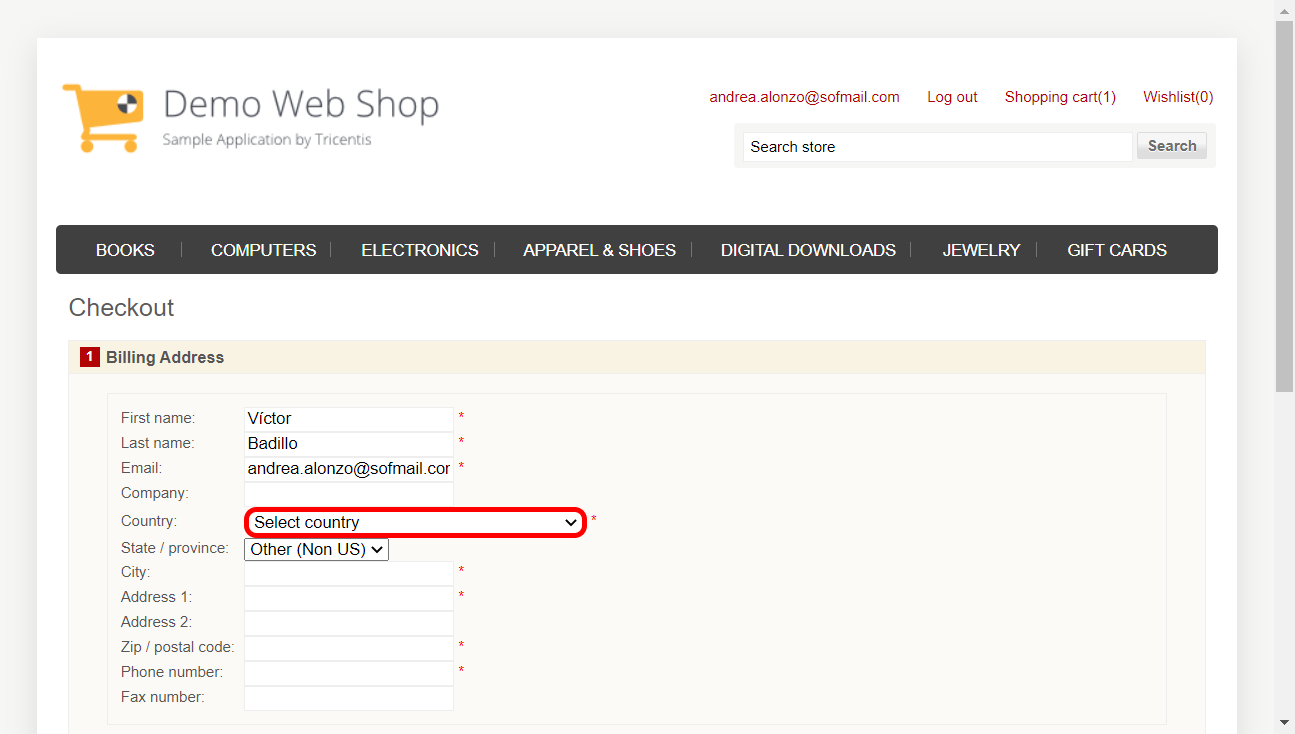 Demo Web Shop
Sample Application by Tricentis
andrea.alonzo@sofmail.com Log out Shopping cart(1) Wishlist(0)
Search store Search
BOOKS COMPUTERS ELECTRONICS APPAREL & SHOES DIGITAL DOWNLOADS JEWELRY GIFT CARDS
Checkout
1 Billing Address
First name: Víctor *
Last name: Badillo *
Email: andrea.alonzo@sofmail.cor *
Company:
Country: Select country *
State / province: Other (Non US)
City: *
Address 1: *
Address 2:
Zip / postal code: *
Phone number: *
Fax number: